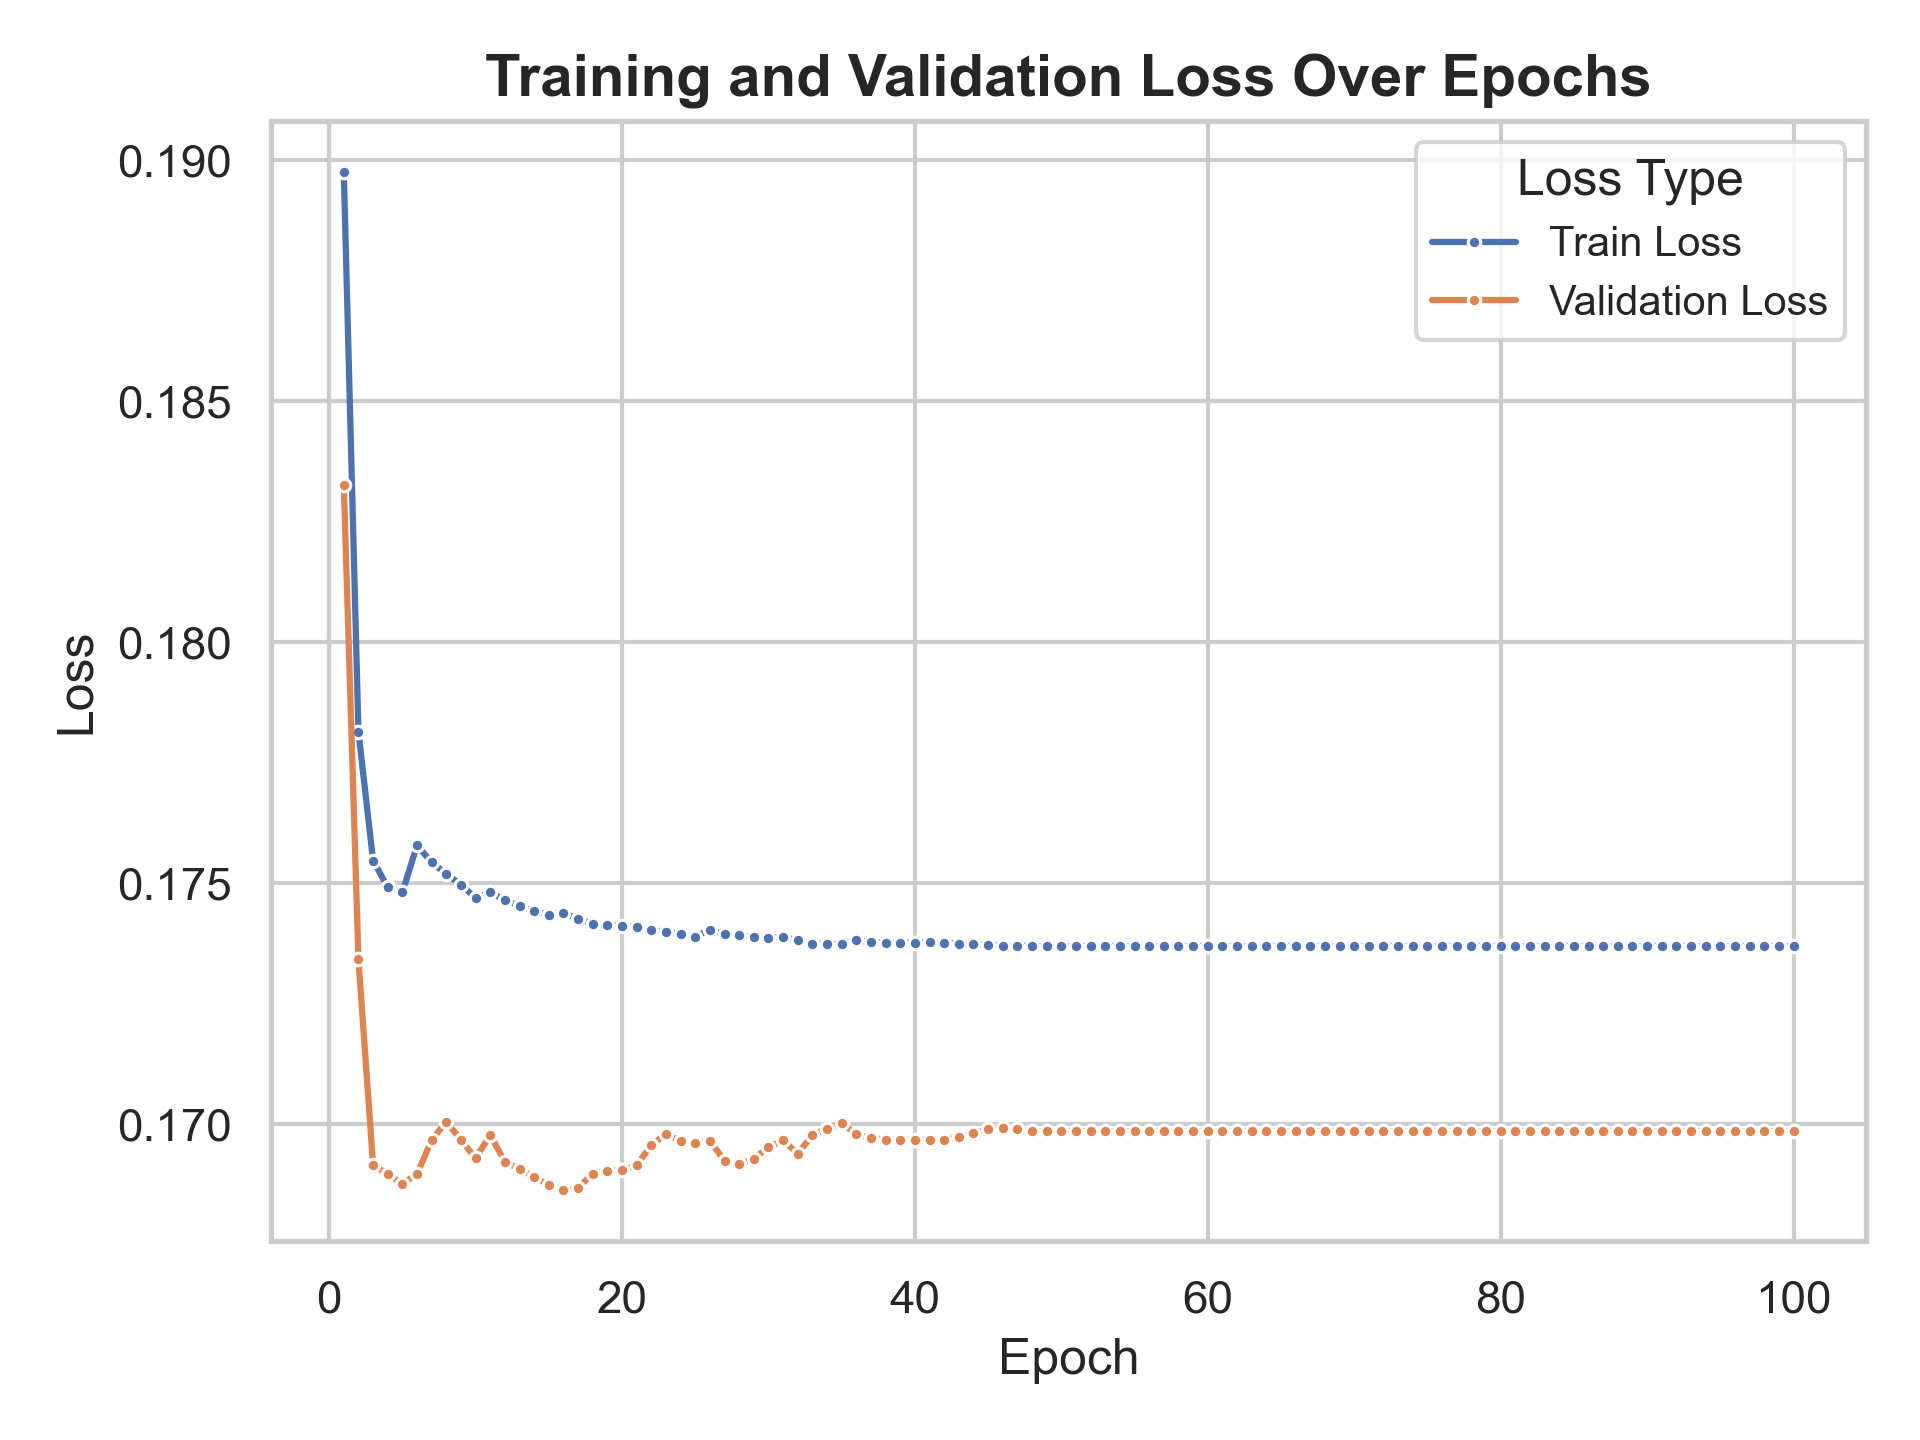 Training and Validation Loss Over Epochs
Loss Type
Train Loss
Validation Loss
0.190
0.185
0.180
0.175
0.170
Loss
0 20 40 60 80 100
Epoch